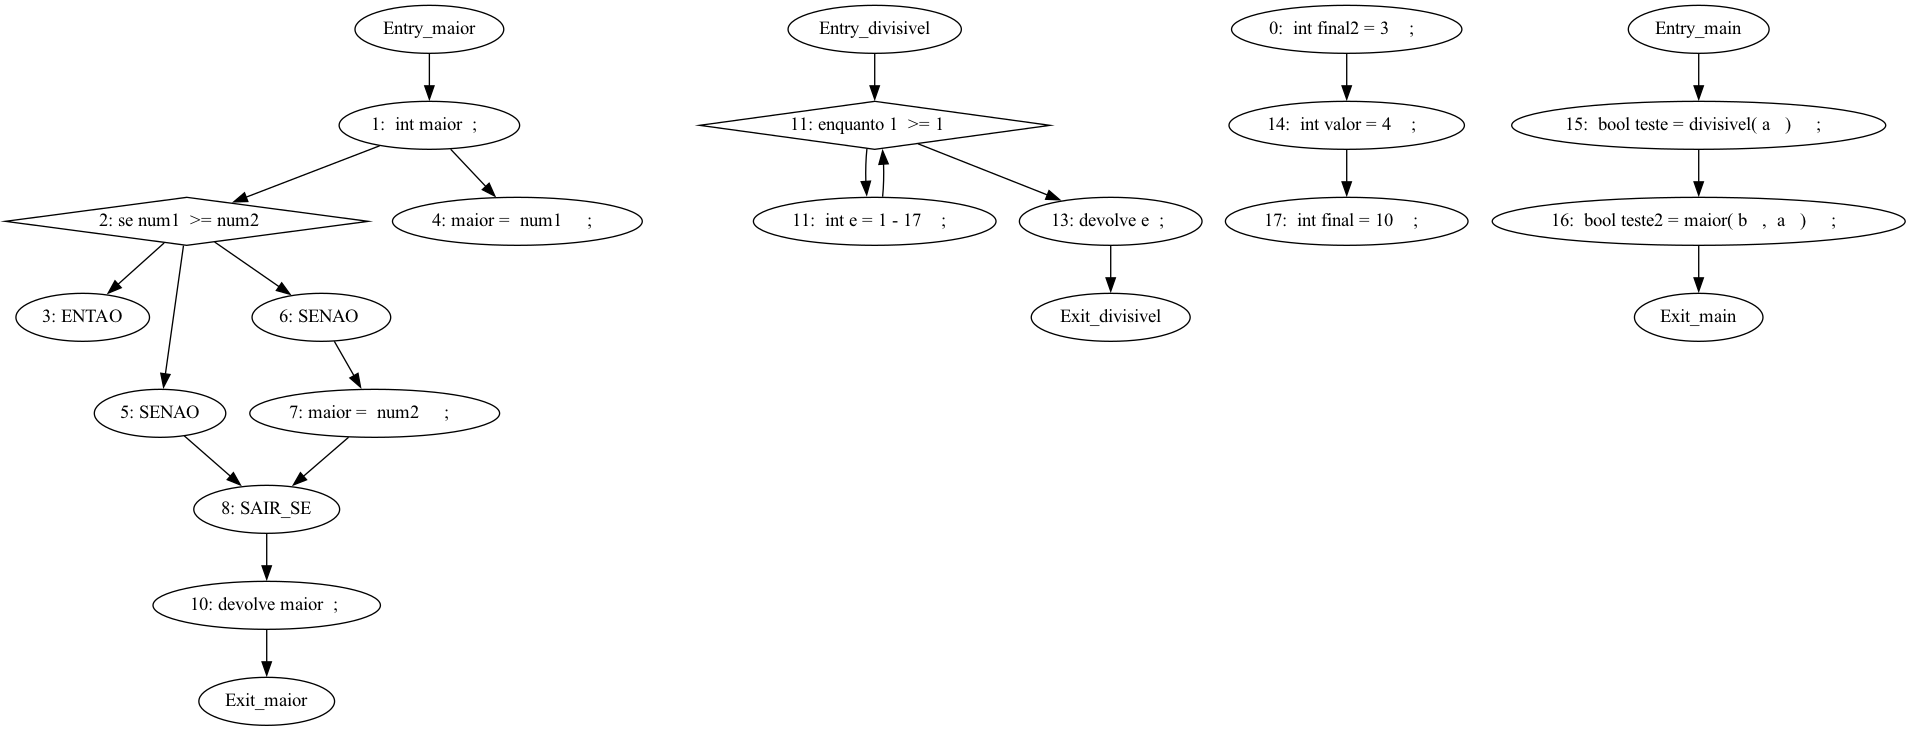 Entry_maior
1: int maior ;
2: se num1 >= num2
4: maior = num1 ;
3: ENTAO
6: SENAO
5: SENAO
7: maior = num2 ;
8: SAIR_SE
10: devolve maior ;
Exit_maior
Entry_divisivel
11: enquanto 1 >= 1
11: int e = 1 - 17 ;
13: devolve e ;
Exit_divisivel
0: int final2 = 3 ;
14: int valor = 4 ;
17: int final = 10 ;
Entry_main
15: bool teste = divisivel( a ) ;
16: bool teste2 = maior( b , a ) ;
Exit_main